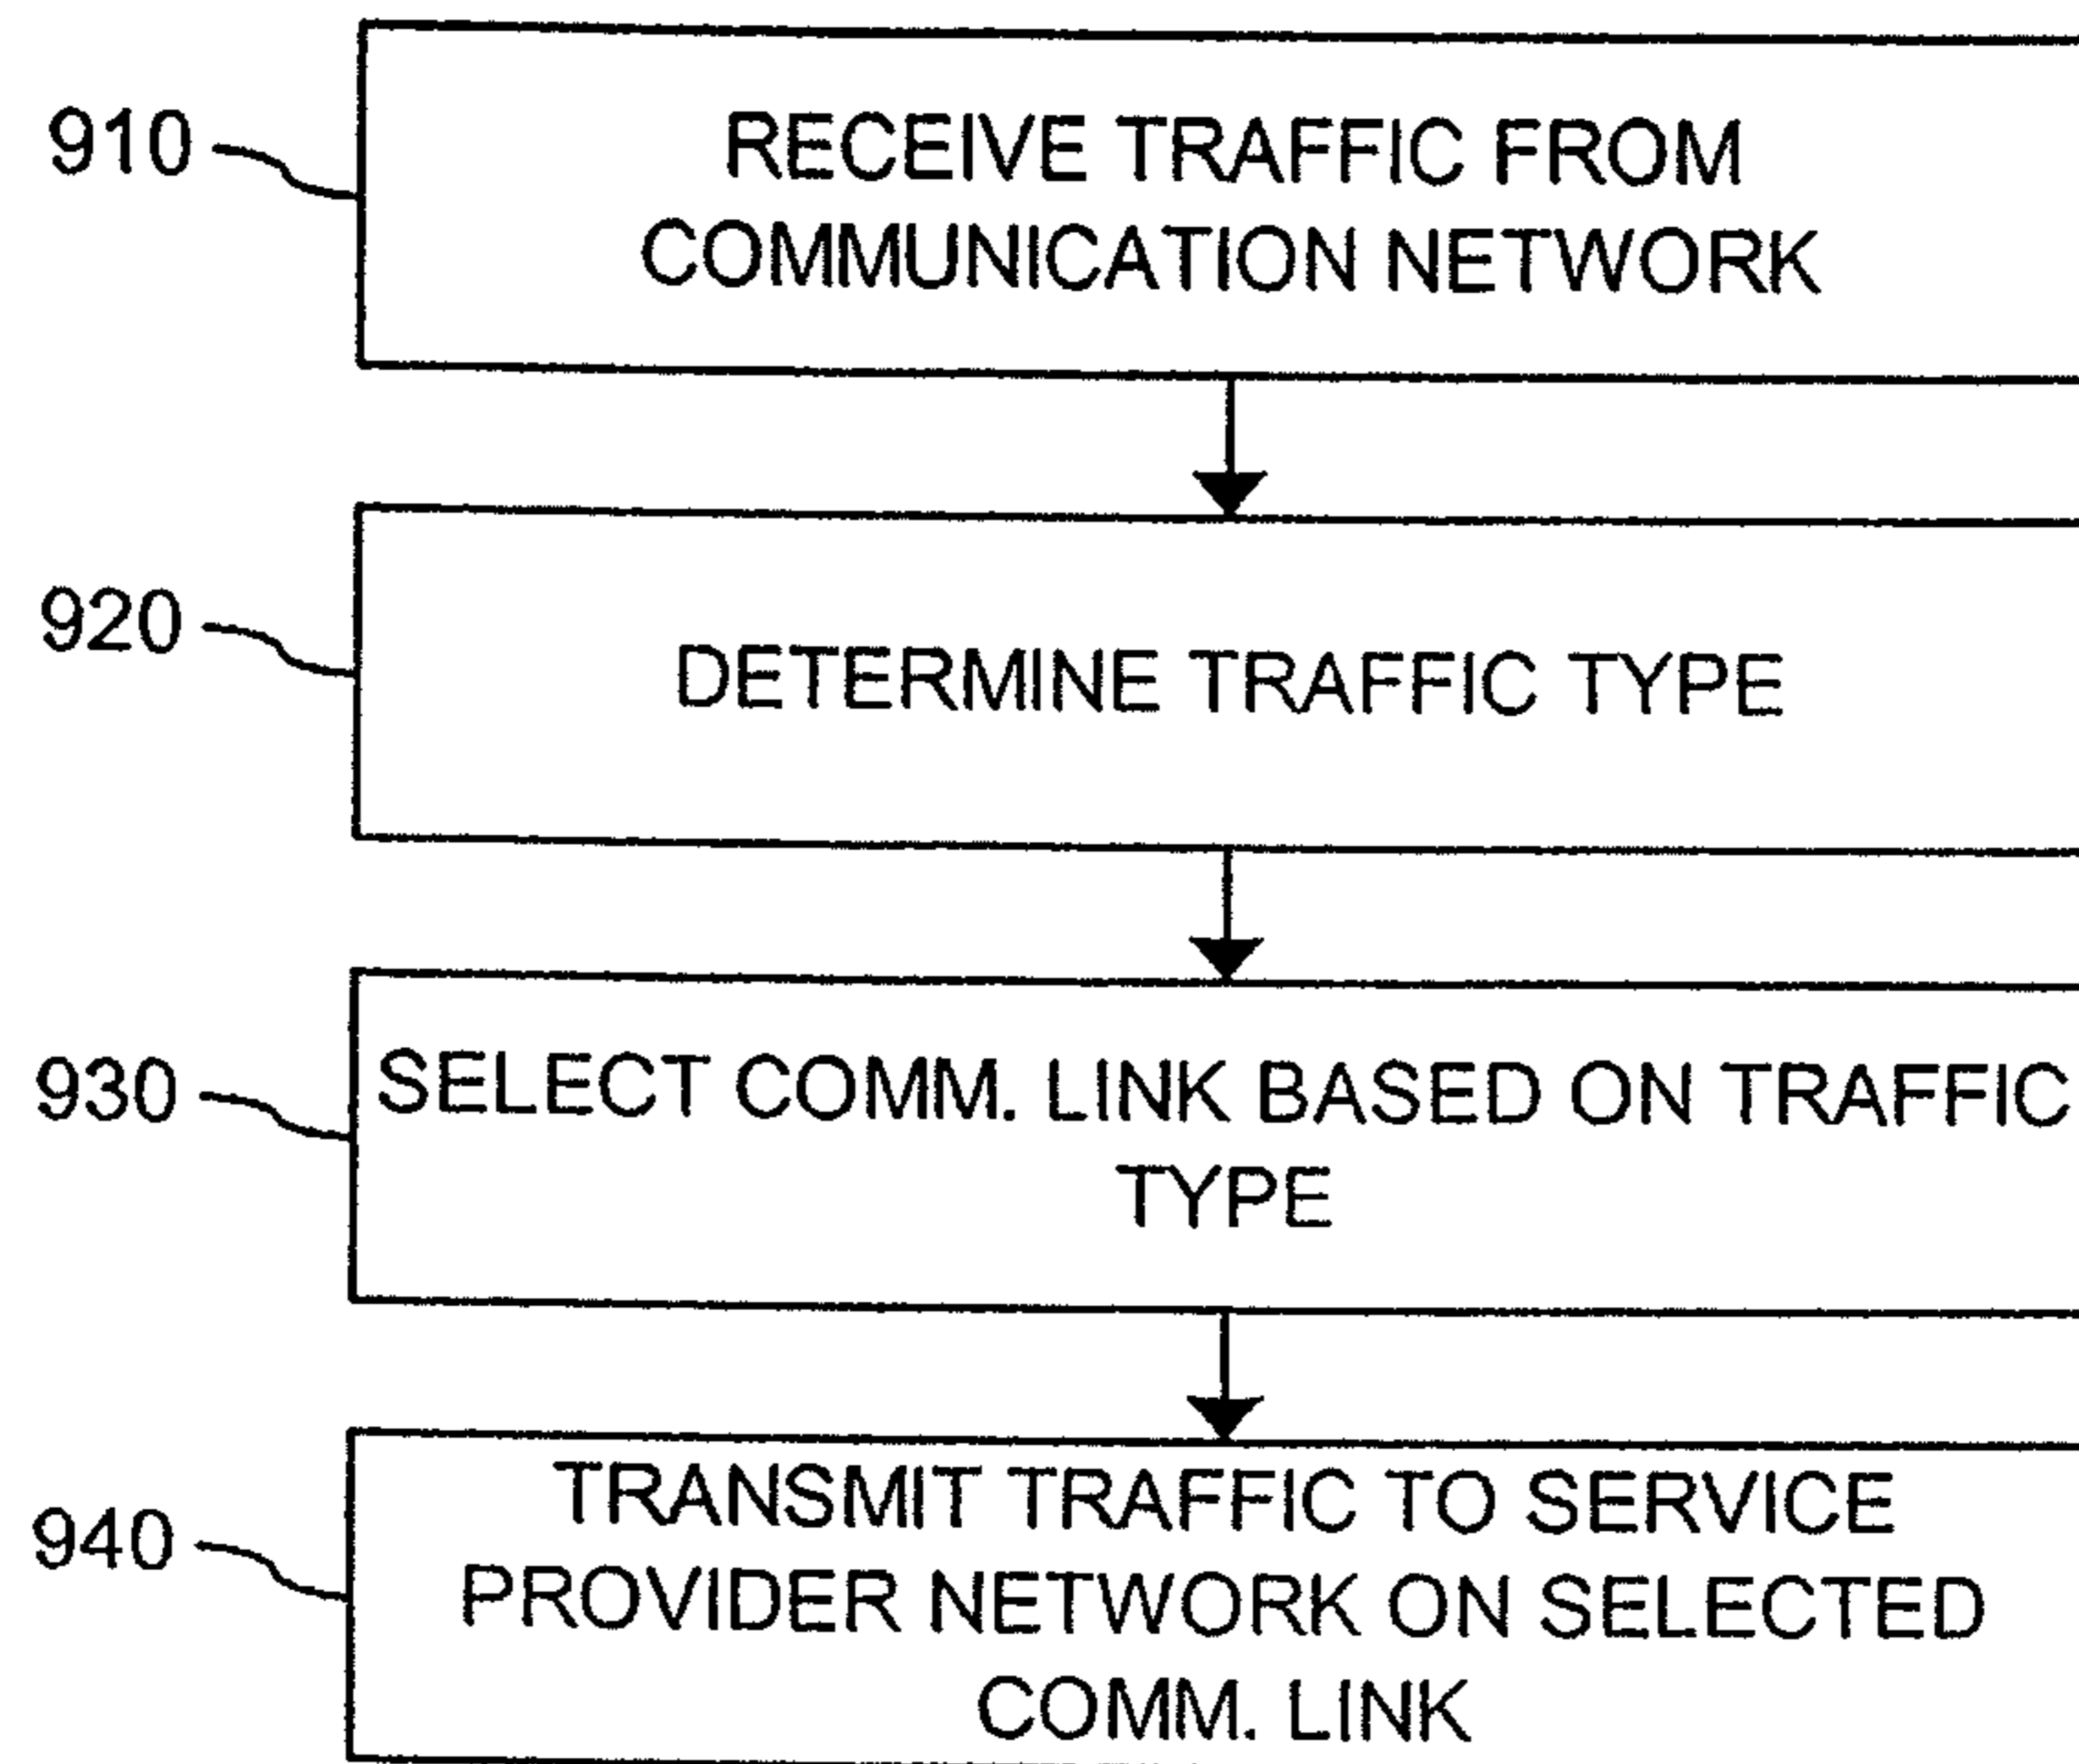 910
RECEIVE TRAFFIC FROM
COMMUNICATION NETWORK
920
DETERMINE TRAFFIC TYPE
930
SELECT COMM. LINK BASED ON TRAFFIC
TYPE
940
TRANSMIT TRAFFIC TO SERVICE
PROVIDER NETWORK ON SELECTED
COMM. LINK